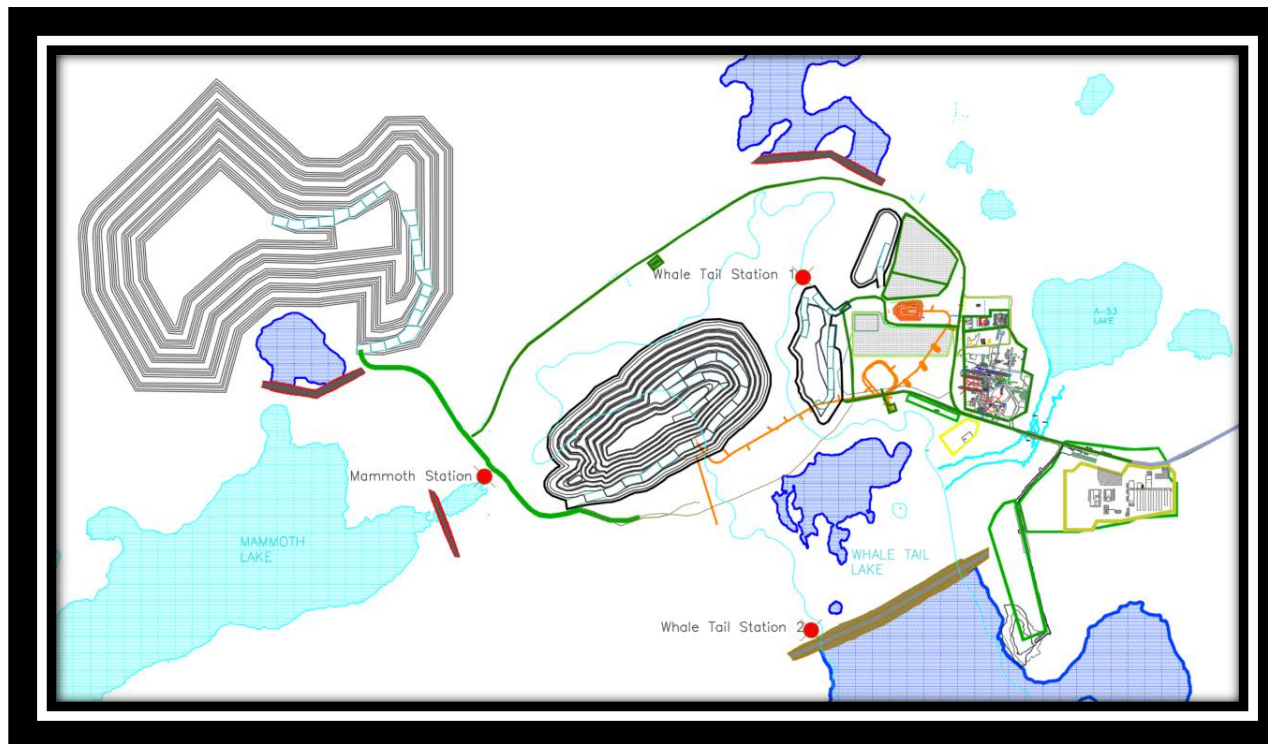 Whale Tail Station 1
A-53
LAKE
Mammoth Station
MAMMOTH
LAKE
WHALE TAIL
LAKE
Whale Tail Station 2